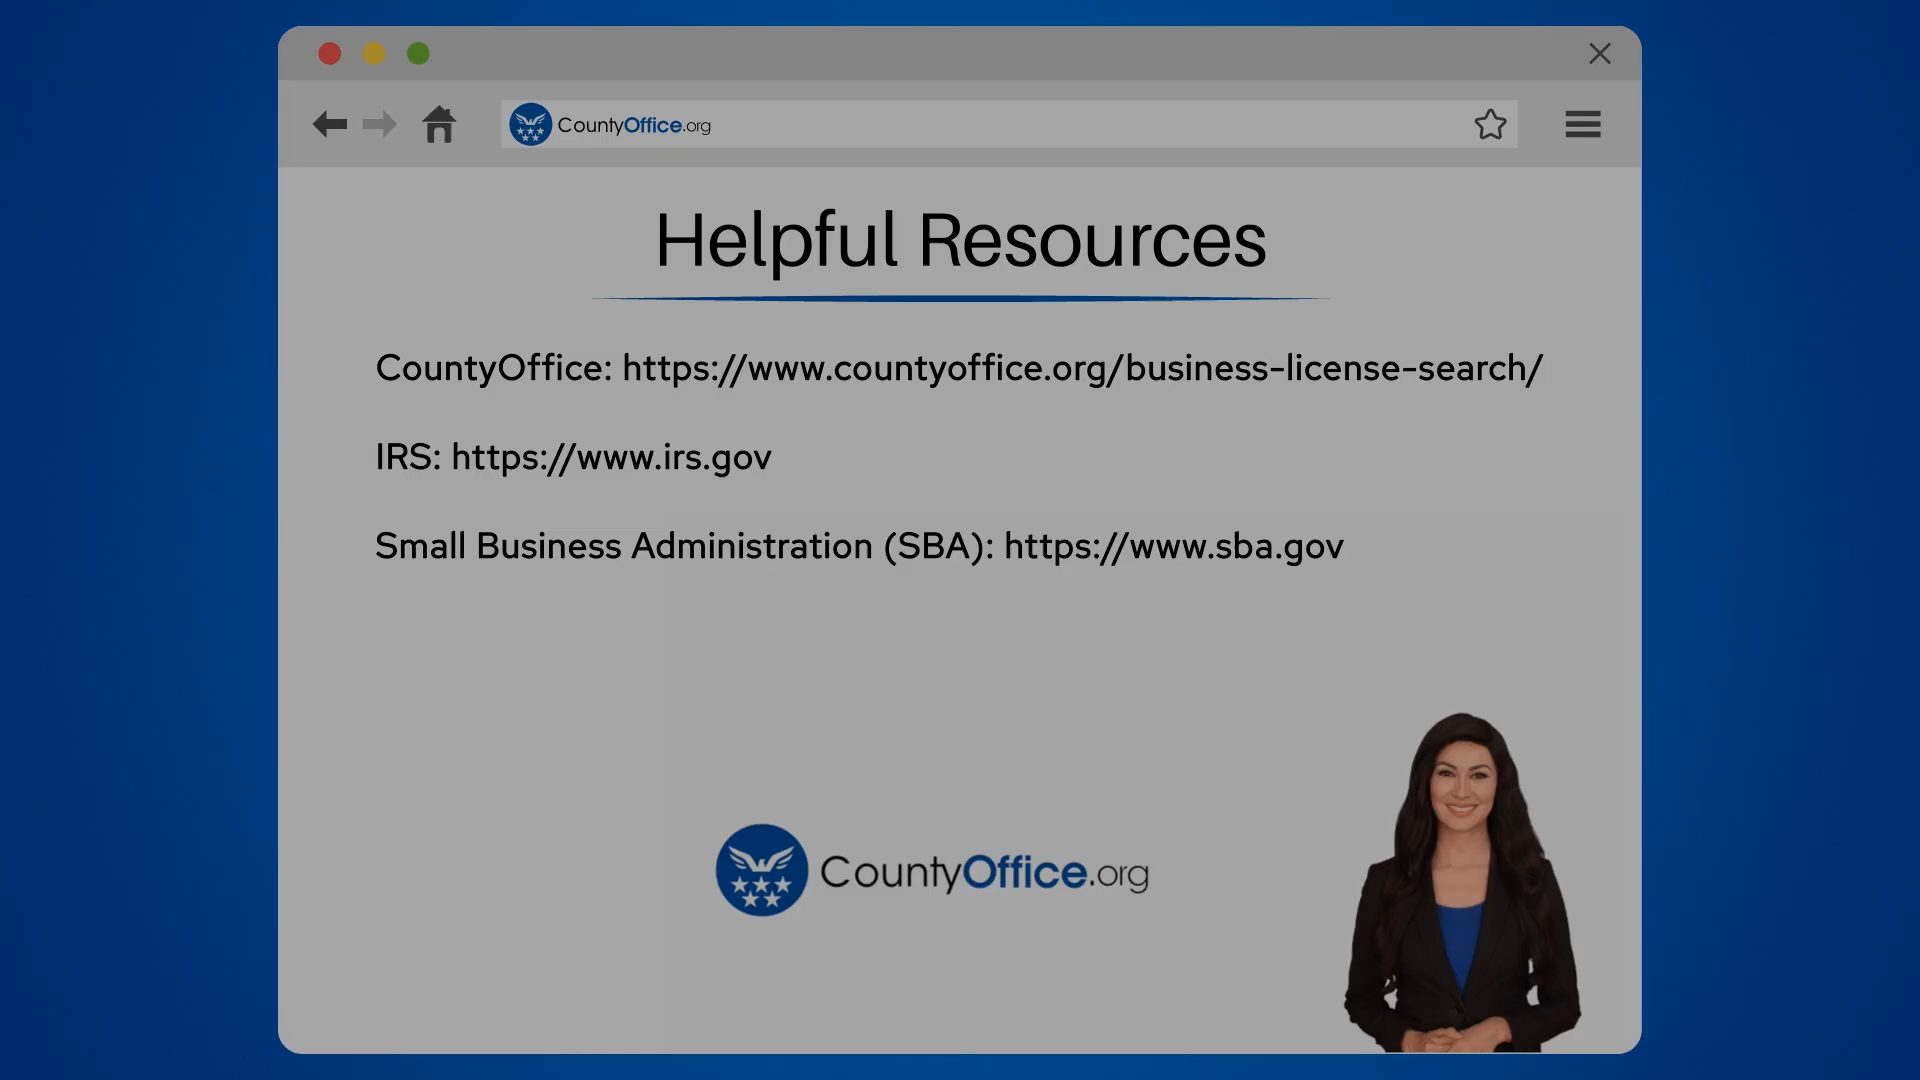 CountyOffice.org
Helpful Resources
CountyOffice: https://www.countyoffice.org/business-license-search/
IRS: https://www.irs.gov
Small Business Administration (SBA): https://www.sba.gov
CountyOffice.org